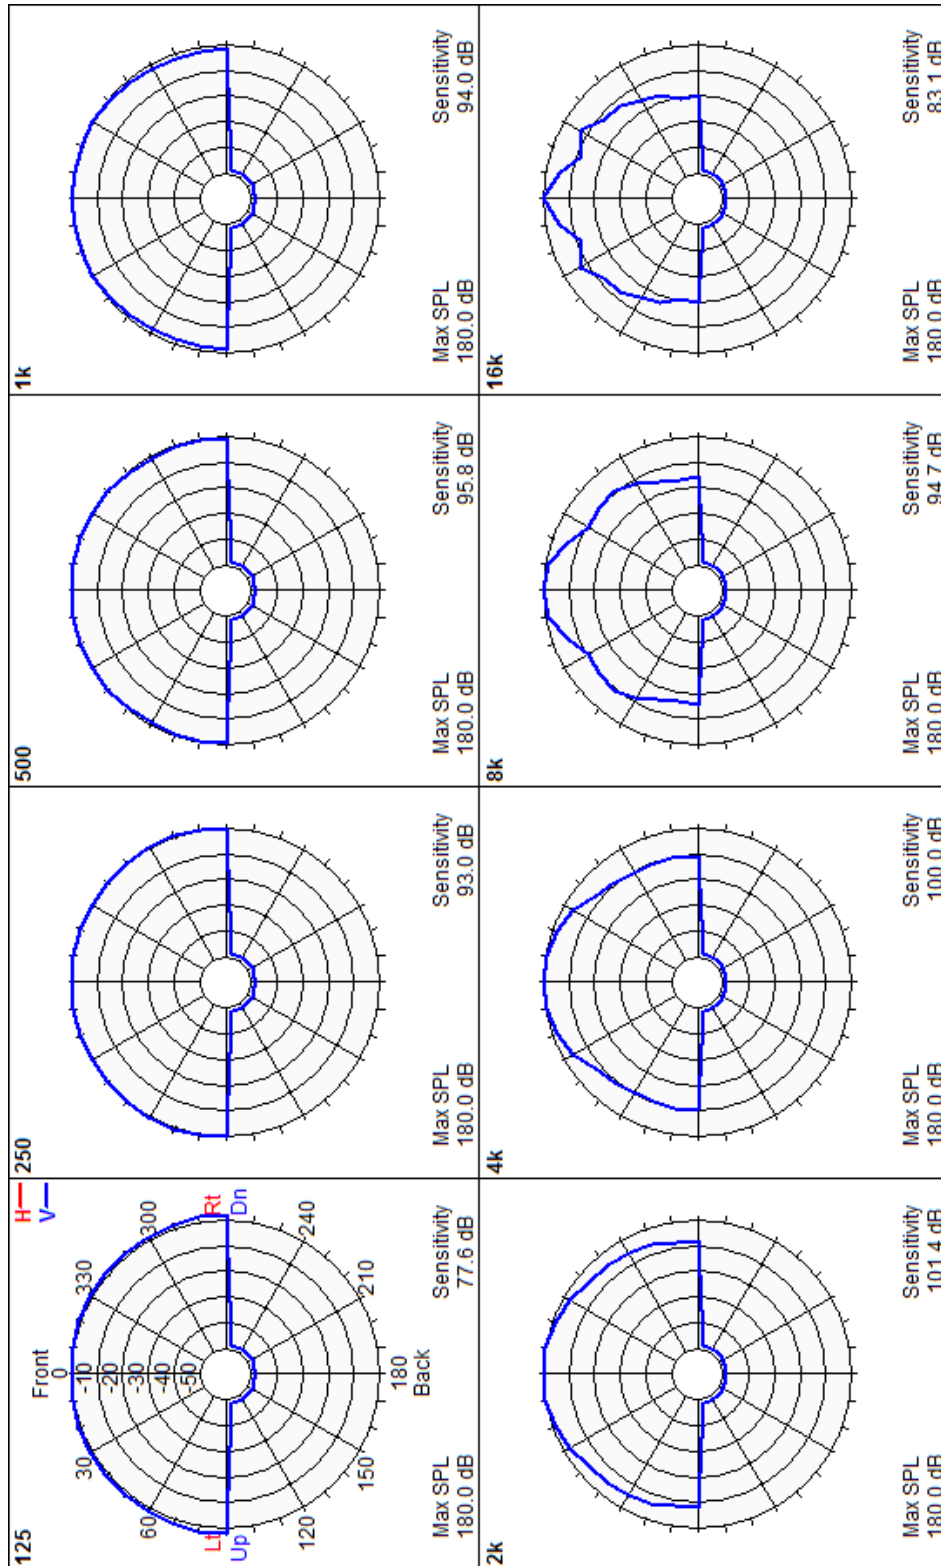 125
H
V
Front
0
30
330
60
300
-10
-20
-30
-40
-50
Lt
Rt
Up
Dn
120
240
150
210
180
Back
Max SPL
180.0 dB
Sensitivity
77.6 dB
250
Max SPL
180.0 dB
Sensitivity
93.0 dB
500
Max SPL
180.0 dB
Sensitivity
95.8 dB
1k
Max SPL
180.0 dB
Sensitivity
94.0 dB
2k
Max SPL
180.0 dB
Sensitivity
101.4 dB
4k
Max SPL
180.0 dB
Sensitivity
100.0 dB
8k
Max SPL
180.0 dB
Sensitivity
94.7 dB
16k
Max SPL
180.0 dB
Sensitivity
83.1 dB